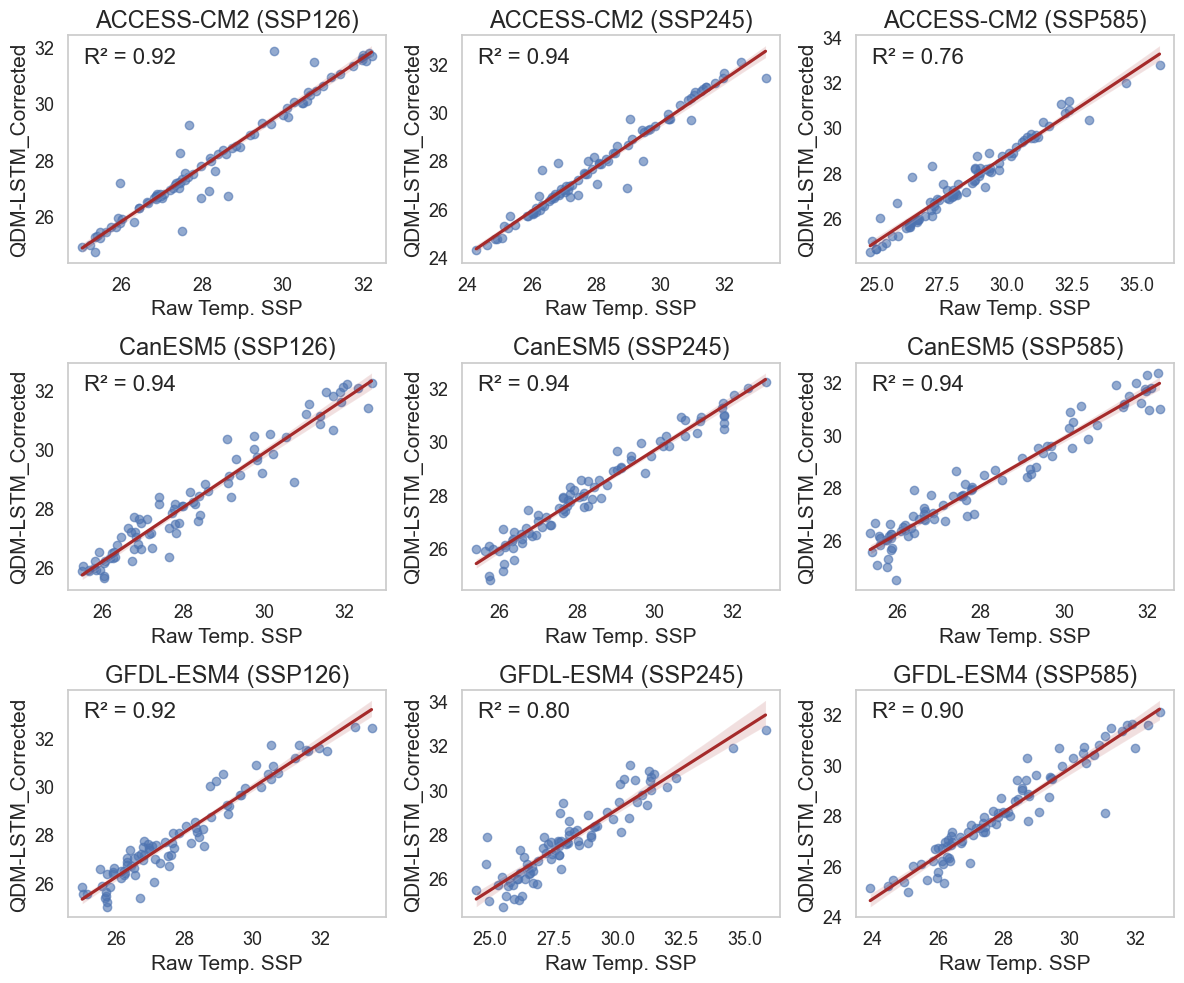 ACCESS-CM2 (SSP126)
R² = 0.92
QDM-LSTM_Corrected
32
30
28
26
26
28
30
32
Raw Temp. SSP
ACCESS-CM2 (SSP245)
R² = 0.94
QDM-LSTM_Corrected
32
30
28
26
24
24
26
28
30
32
Raw Temp. SSP
ACCESS-CM2 (SSP585)
R² = 0.76
QDM-LSTM_Corrected
34
32
30
28
26
25.0
27.5
30.0
32.5
35.0
Raw Temp. SSP
CanESM5 (SSP126)
R² = 0.94
QDM-LSTM_Corrected
32
30
28
26
26
28
30
32
Raw Temp. SSP
CanESM5 (SSP245)
R² = 0.94
QDM-LSTM_Corrected
32
30
28
26
26
28
30
32
Raw Temp. SSP
CanESM5 (SSP585)
R² = 0.94
QDM-LSTM_Corrected
32
30
28
26
26
28
30
32
Raw Temp. SSP
GFDL-ESM4 (SSP126)
R² = 0.92
QDM-LSTM_Corrected
32
30
28
26
26
28
30
32
Raw Temp. SSP
GFDL-ESM4 (SSP245)
R² = 0.80
QDM-LSTM_Corrected
34
32
30
28
26
25.0
27.5
30.0
32.5
35.0
Raw Temp. SSP
GFDL-ESM4 (SSP585)
R² = 0.90
QDM-LSTM_Corrected
32
30
28
26
24
24
26
28
30
32
Raw Temp. SSP